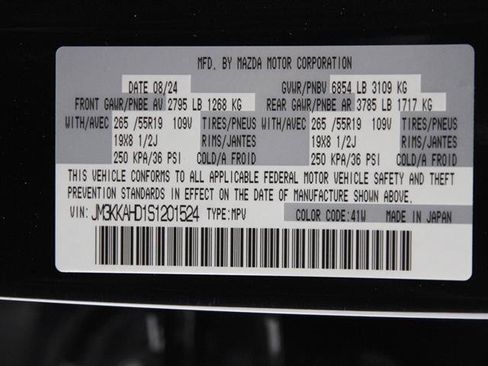 MFD. BY MAZDA MOTOR CORPORATION
DATE 08/24 GVWR/PNBV 6854 LB 3109 KG
FRONT GAWR/PNBE AV 2795 LB 1268 KG REAR GAWR/PNBE AR 3785 LB 1717 KG
WITH/AVEC 265 /55R19 109V TIRES/PNEUS WITH/AVEC 265 /55R19 109V TIRES/PNEUS
19X8 1/2J RIMS/JANTES 19X8 1/2J RIMS/JANTES
250 KPA/36 PSI COLD/A FROID 250 KPA/36 PSI COLD/A FROID
THIS VEHICLE CONFORMS TO ALL APPLICABLE FEDERAL MOTOR VEHICLE SAFETY AND THEFT
PREVENTION STANDARDS IN EFFECT ON THE DATE OF MANUFACTURE SHOWN ABOVE.
VIN: JM3KKAHD1S1201524 TYPE: MPV COLOR CODE: 41W MADE IN JAPAN